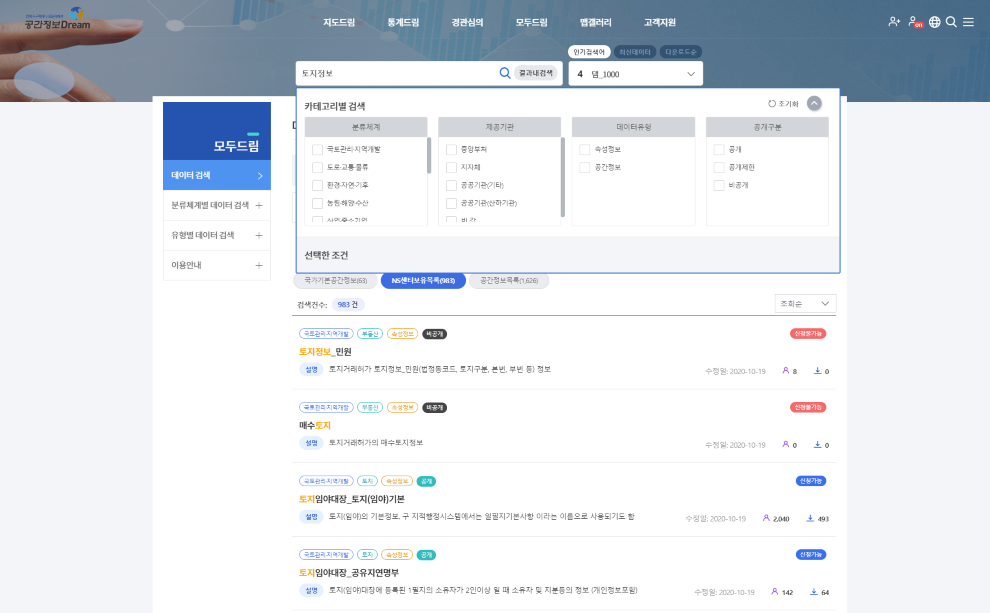 공간정보Dream
지도드림 통계드림 경관심의 모두드림 맵갤러리 고객지원
on
인기검색어 최신데이터 다운로드순
토지정보 결과내검색 4 댐_1000
카테고리별 검색 초기화
분류체계 제공기관 데이터유형 공개구분
국토관리·지역개발 중앙부처 속성정보 공개
도로·교통·물류 지자체 공간정보 공개제한
환경·자연·기후 공공기관(기타) 비공개
농림·해양·수산 공공기관(산하기관)
선택한 조건
모두드림
데이터 검색
분류체계별 데이터 검색
유형별 데이터 검색
이용안내
국가기본공간정보(63) NS센터보유목록(983) 공간정보목록(1,626)
검색건수: 983 건 조회순
국토관리·지역개발 부동산 속성정보 비공개 신청불가능
토지정보_민원
설명 토지거래허가 토지정보_민원(법정동코드, 토지구분, 본번, 부번 등) 정보 수정일: 2020-10-19 8 0
국토관리·지역개발 부동산 속성정보 비공개 신청불가능
매수토지
설명 토지거래허가의 매수토지정보 수정일: 2020-10-19 0 0
국토관리·지역개발 토지 속성정보 공개 신청가능
토지임야대장_토지(임야)기본
설명 토지(임야)의 기본정보. 구 지적행정시스템에서는 일필지기본사항 이라는 이름으로 사용되기도 함 수정일: 2020-10-19 2,040 493
국토관리·지역개발 토지 속성정보 공개 신청가능
토지임야대장_공유지연명부
설명 토지(임야)대장에 등록된 1필지의 소유자가 2인이상 일 때 소유자 및 지분등의 정보 (개인정보포함) 수정일: 2020-10-19 142 64